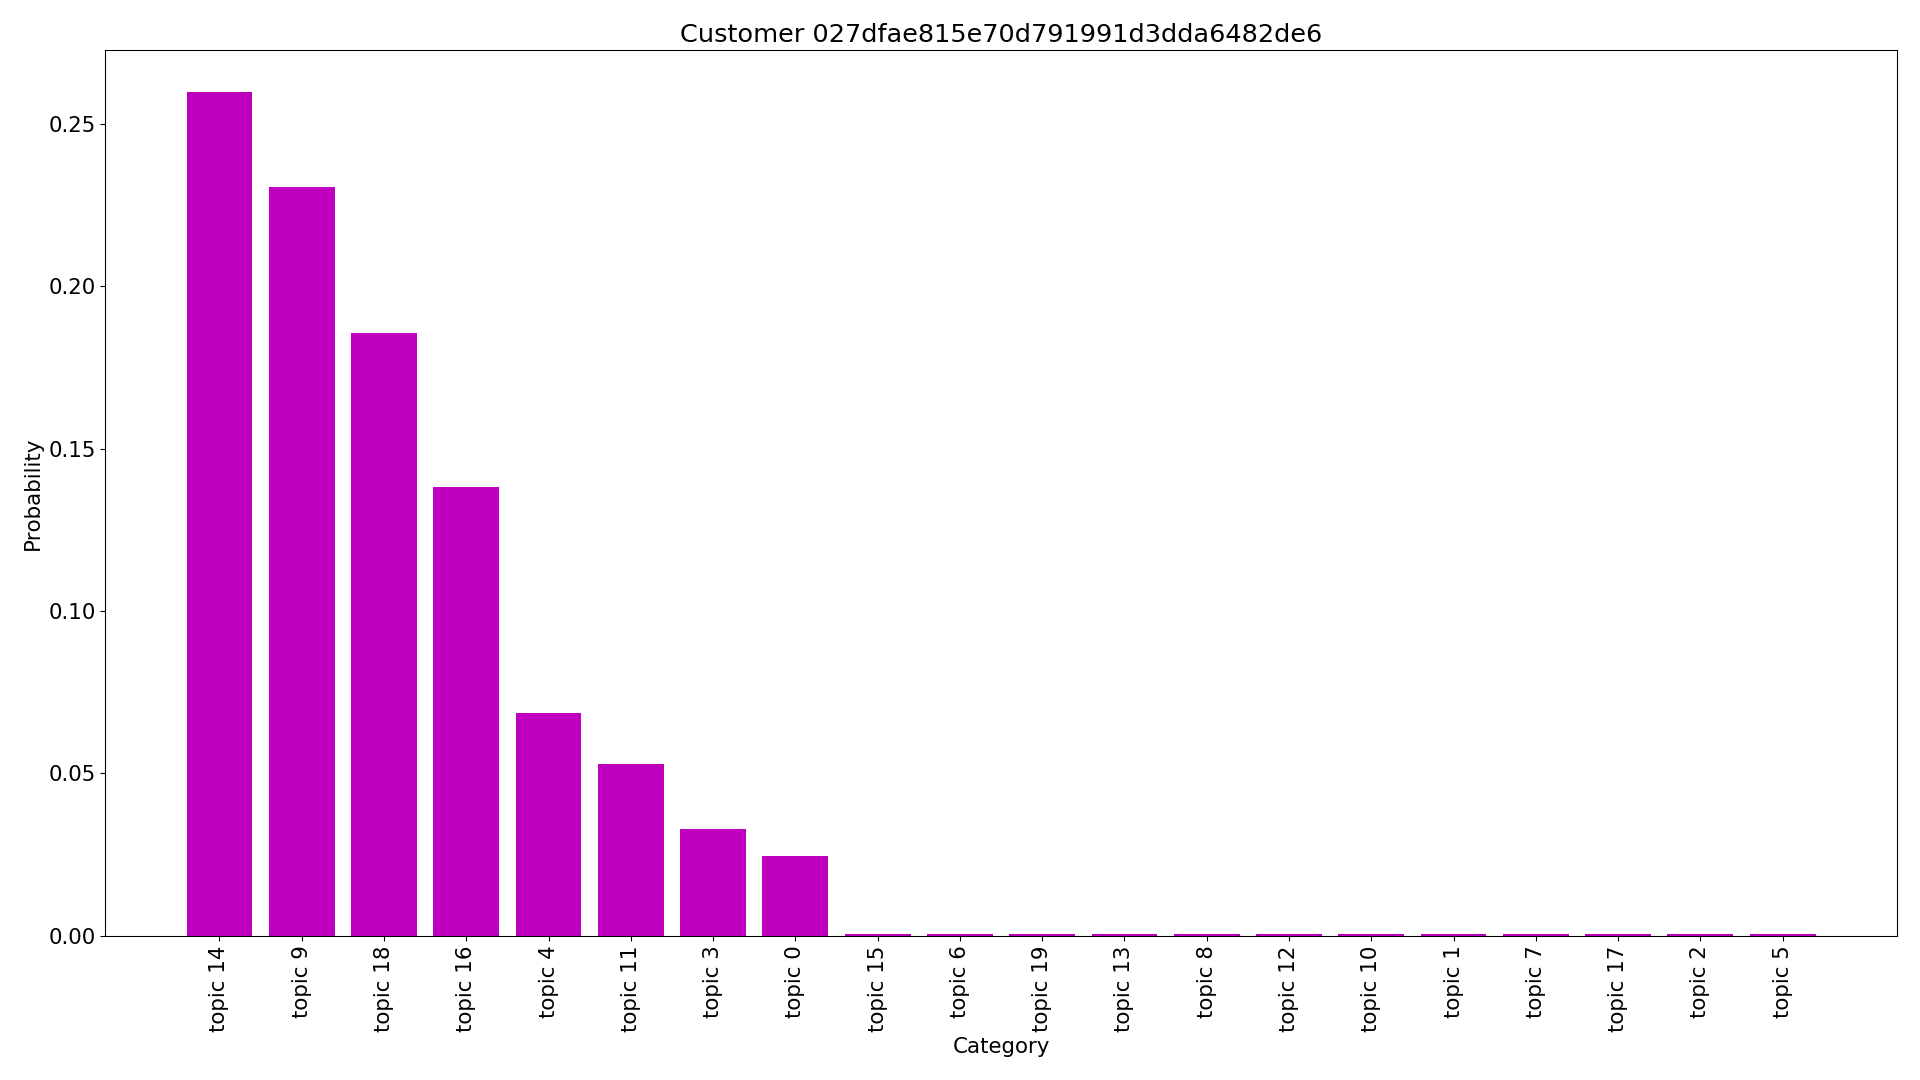 Customer 027dfae815e70d791991d3dda6482de6
Probability
0.25
0.20
0.15
0.10
0.05
0.00
topic 14
topic 9
topic 18
topic 16
topic 4
topic 11
topic 3
topic 0
topic 15
topic 6
topic 19
topic 13
topic 8
topic 12
topic 10
topic 1
topic 7
topic 17
topic 2
topic 5
Category